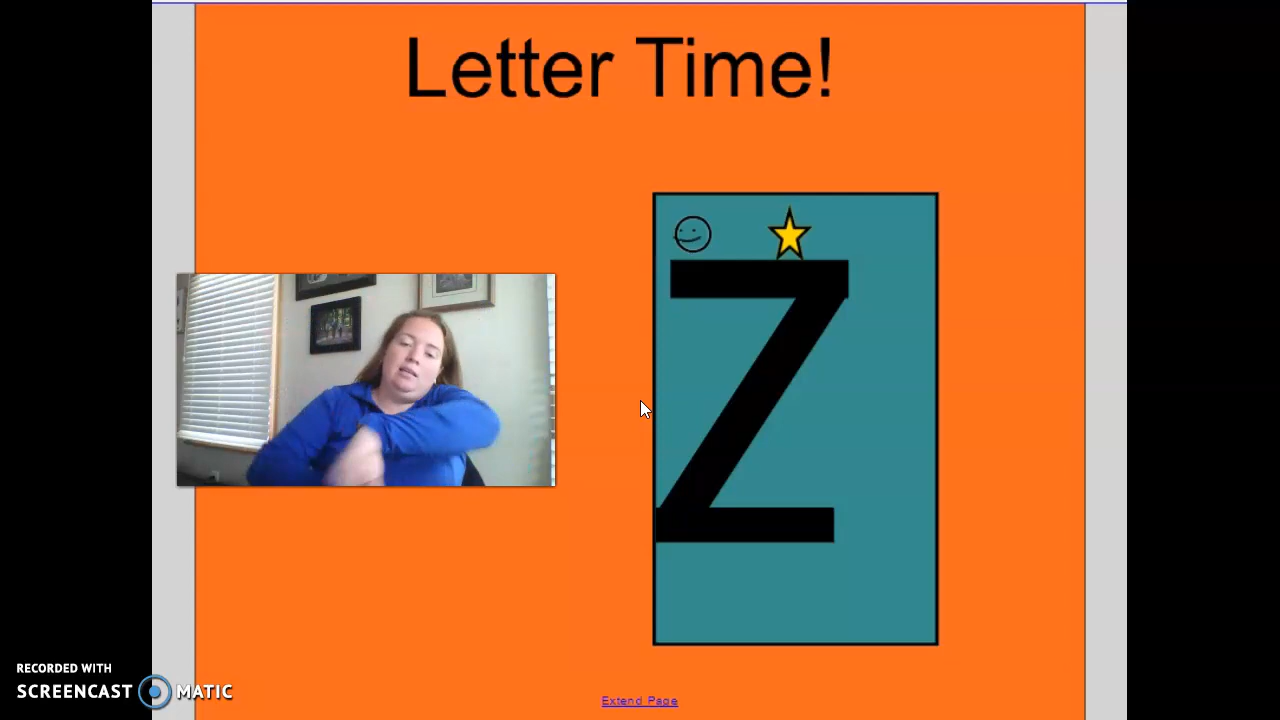 Letter Time!
Z
Extend Page
RECORDED WITH
SCREENCAST MATIC